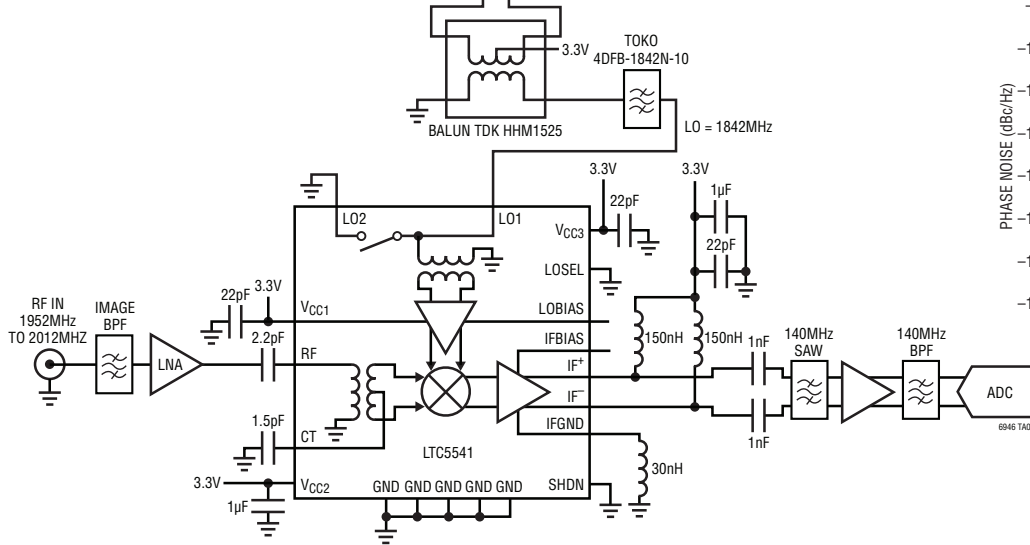 3.3V
TOKO
4DFB-1842N-10
BALUN TDK HHM1525
LO = 1842MHz
PHASE NOISE (dBc/Hz)
3.3V
3.3V
1µF
22pF
22pF
LO2
LO1
VCC3
LOSEL
LOBIAS
IFBIAS
IF+
IF–
IFGND
SHDN
150nH
150nH
1nF
1nF
140MHz
SAW
140MHz
BPF
ADC
RF IN
1952MHz
TO 2012MHZ
IMAGE
BPF
LNA
22pF
3.3V
VCC1
2.2pF
RF
1.5pF
CT
LTC5541
3.3V
VCC2
1µF
GND GND GND GND GND
30nH